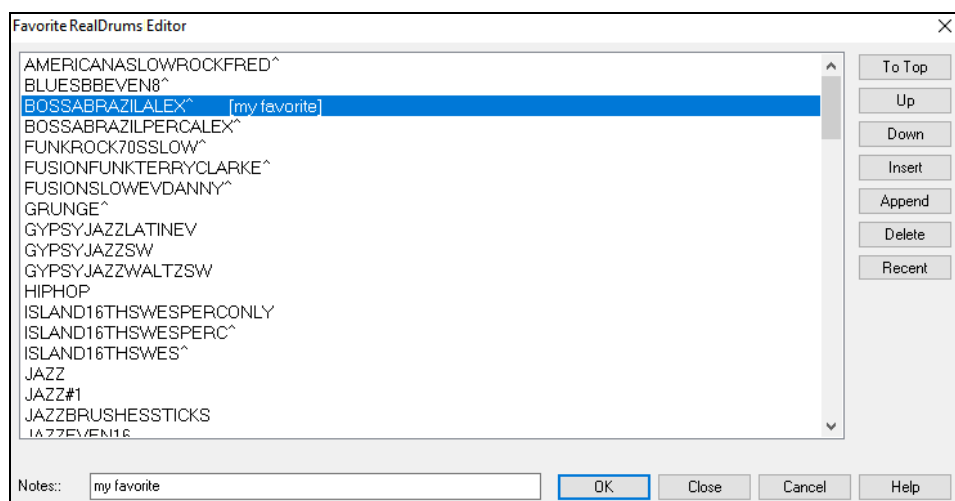 Favorite RealDrums Editor
AMERICANASLOWROCKFRED^
BLUESBBEVEN8^
BOSSABRAZILALEX^ [my favorite]
BOSSABRAZILPERCALEX^
FUNKROCK70SSLOW^
FUSIONFUNKTERRYCLARKE^
FUSIONSLOWEVDANNY^
GRUNGE^
GYPSYJAZZLATINEV
GYPSYJAZZSW
GYPSYJAZZWALTZSW
HIPHOP
ISLAND16THSWESPERCONLY
ISLAND16THSWESPERC^
ISLAND16THSWES^
JAZZ
JAZZ#1
JAZZBRUSHESSTICKS
JAZZEVEN16
To Top
Up
Down
Insert
Append
Delete
Recent
Notes:: my favorite OK Close Cancel Help